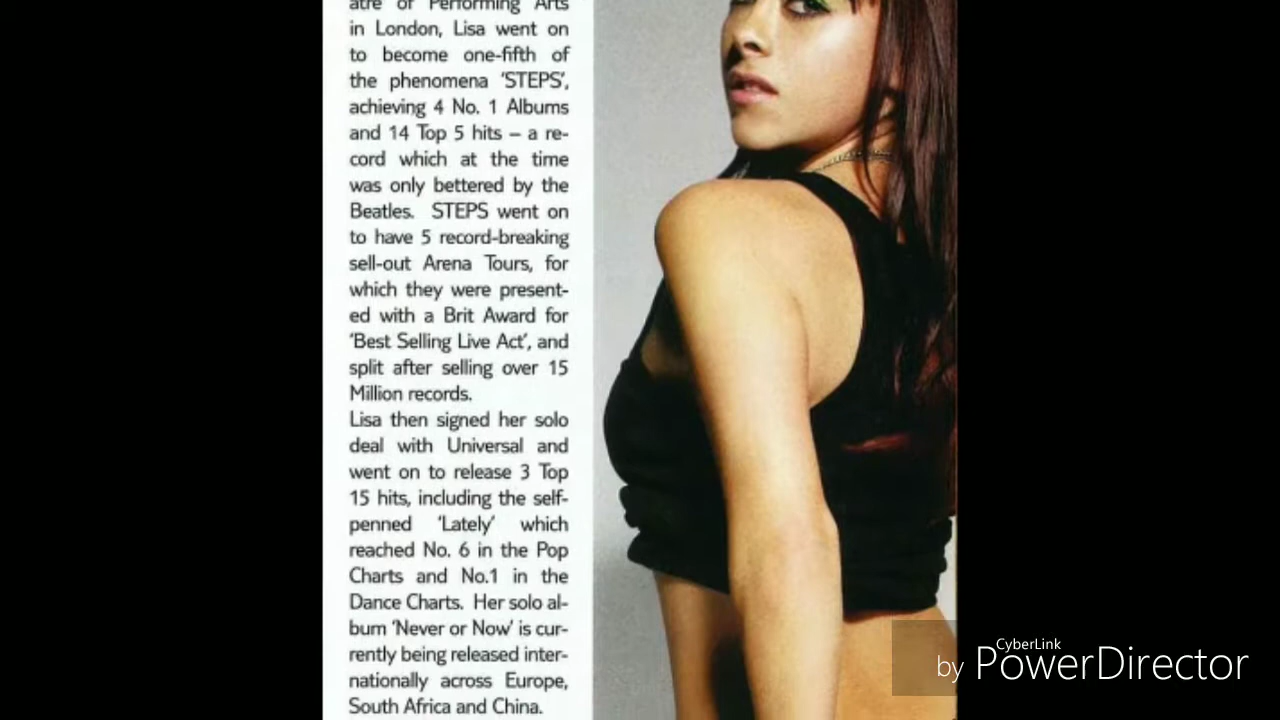 atre of Performing Arts
in London, Lisa went on
to become one-fifth of
the phenomena ‘STEPS’,
achieving 4 No. 1 Albums
and 14 Top 5 hits – a re-
cord which at the time
was only bettered by the
Beatles. STEPS went on
to have 5 record-breaking
sell-out Arena Tours, for
which they were present-
ed with a Brit Award for
‘Best Selling Live Act’, and
split after selling over 15
Million records.
Lisa then signed her solo
deal with Universal and
went on to release 3 Top
15 hits, including the self-
penned ‘Lately’ which
reached No. 6 in the Pop
Charts and No.1 in the
Dance Charts. Her solo al-
bum ‘Never or Now’ is cur-
rently being released inter-
nationally across Europe,
South Africa and China.
by CyberLink PowerDirector